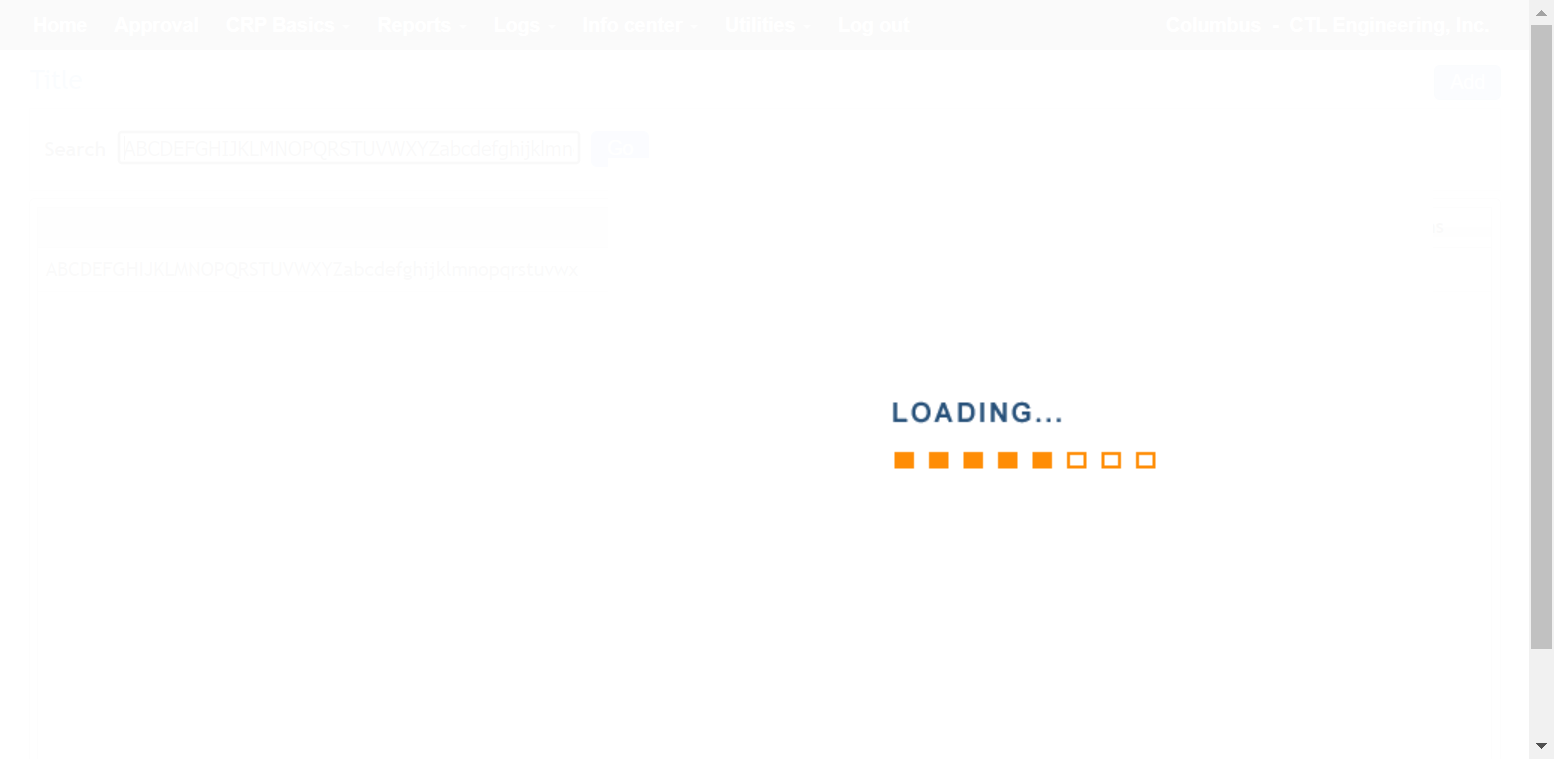 Home Approval CRP Basics Reports Logs Info center Utilities Log out Columbus - CTL Engineering, Inc.
Title
Add
Search ABCDEFGHIJKLMNOPQRSTUVWXYZabcdefghijklmn Go
ABCDEFGHIJKLMNOPQRSTUVWXYZabcdefghijklmnopqrstuvwx
LOADING...